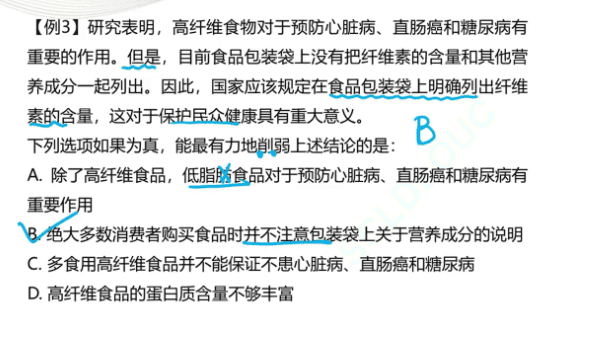 【例3】研究表明，高纤维食物对于预防心脏病、直肠癌和糖尿病有
重要的作用。但是，目前食品包装袋上没有把纤维素的含量和其他营
养成分一起列出。因此，国家应该规定在食品包装袋上明确列出纤维
素的含量，这对于保护民众健康具有重大意义。
B
下列选项如果为真，能最有力地削弱上述结论的是：
A. 除了高纤维食品，低脂肪食品对于预防心脏病、直肠癌和糖尿病有
重要作用
B. 绝大多数消费者购买食品时并不注意包装袋上关于营养成分的说明
C. 多食用高纤维食品并不能保证不患心脏病、直肠癌和糖尿病
D. 高纤维食品的蛋白质含量不够丰富